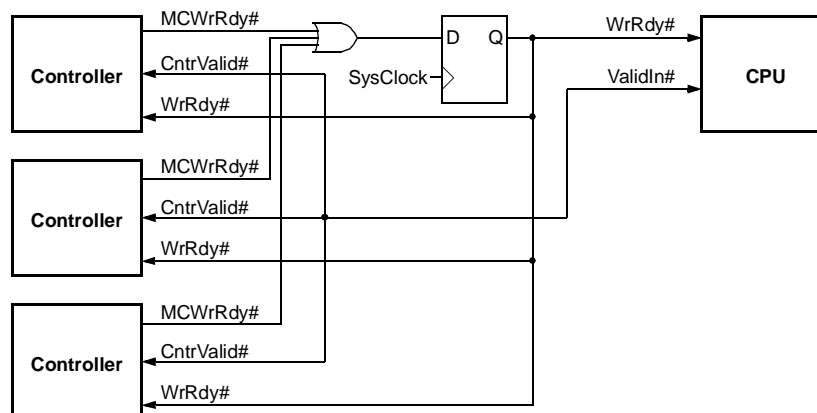 MCWrRdy#
D Q
WrRdy#
Controller
CntrValid#
SysClock
ValidIn#
CPU
WrRdy#
MCWrRdy#
Controller
CntrValid#
WrRdy#
MCWrRdy#
Controller
CntrValid#
WrRdy#